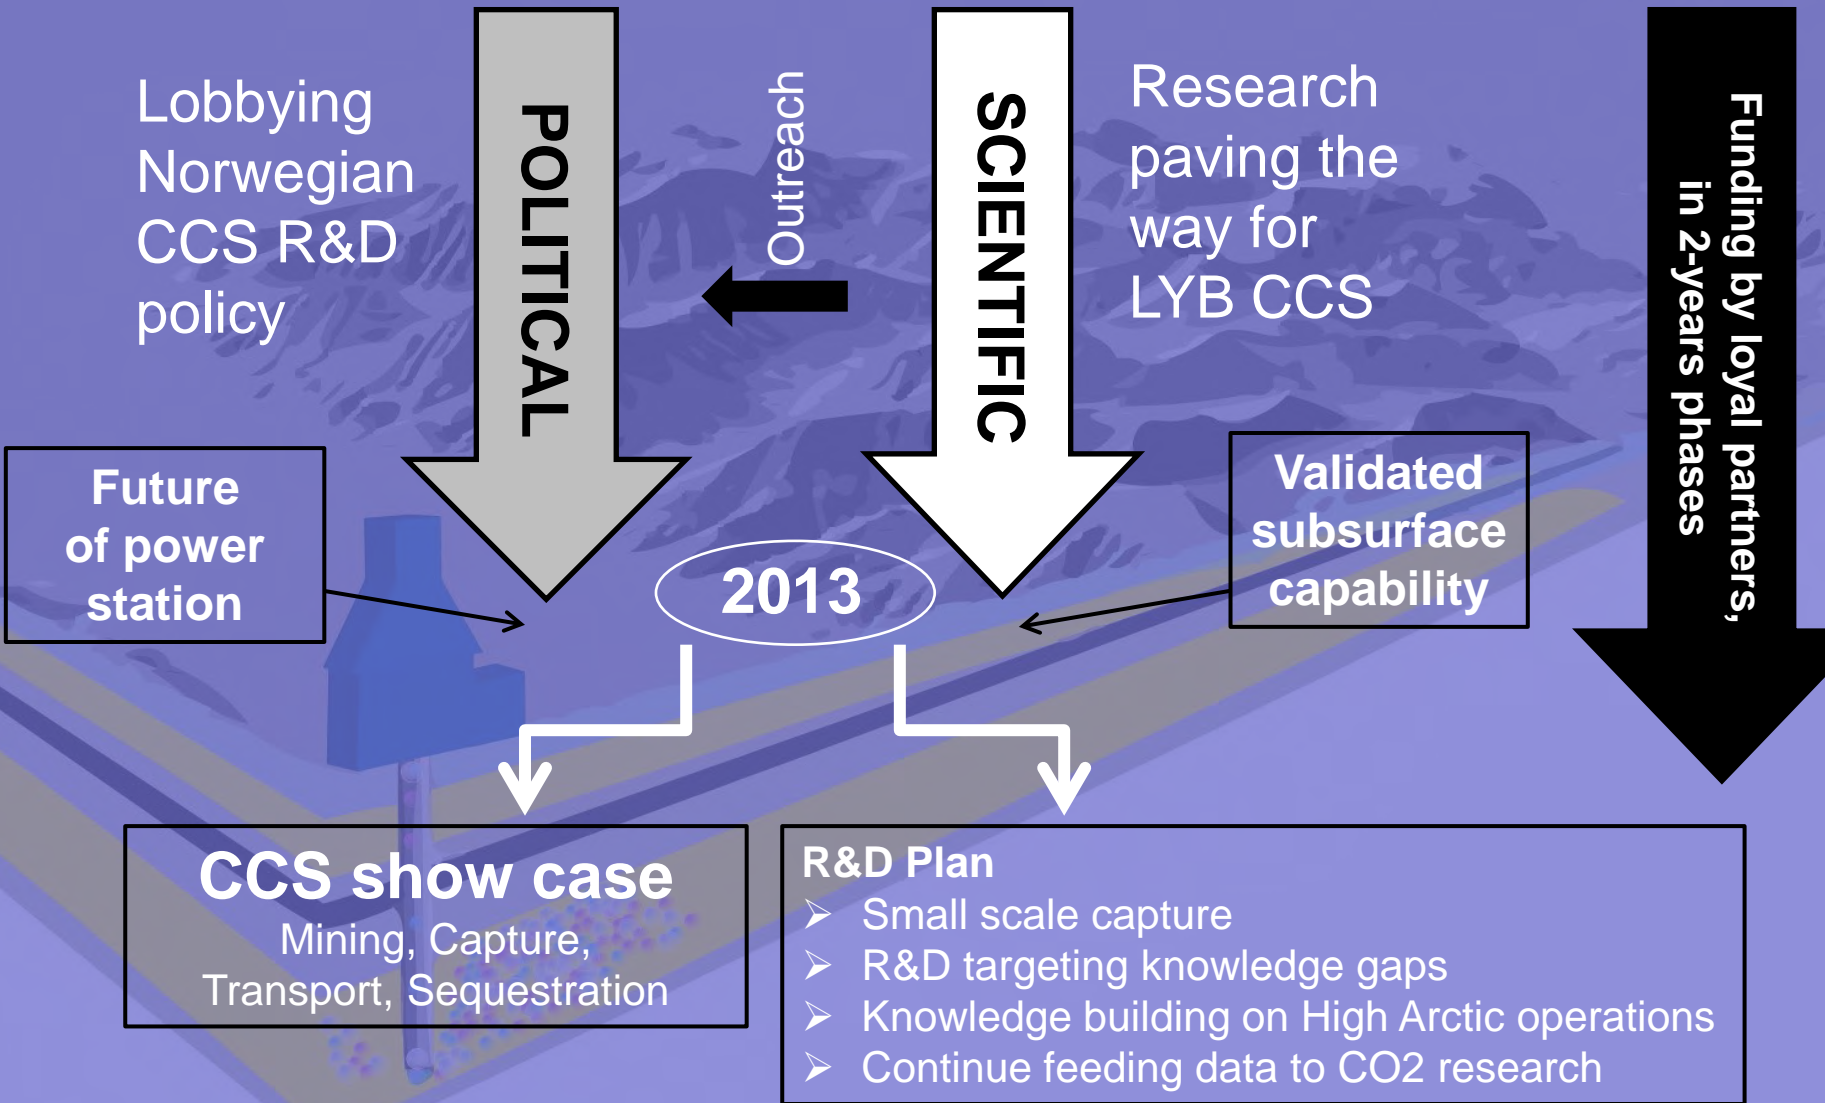 Lobbying
Norwegian
CCS R&D
policy
POLITICAL
Outreach
SCIENTIFIC
Research
paving the
way for
LYB CCS
Funding by loyal partners,
in 2-years phases
Future
of power
station
2013
Validated
subsurface
capability
CCS show case
Mining, Capture,
Transport, Sequestration
R&D Plan
➢ Small scale capture
➢ R&D targeting knowledge gaps
➢ Knowledge building on High Arctic operations
➢ Continue feeding data to CO2 research